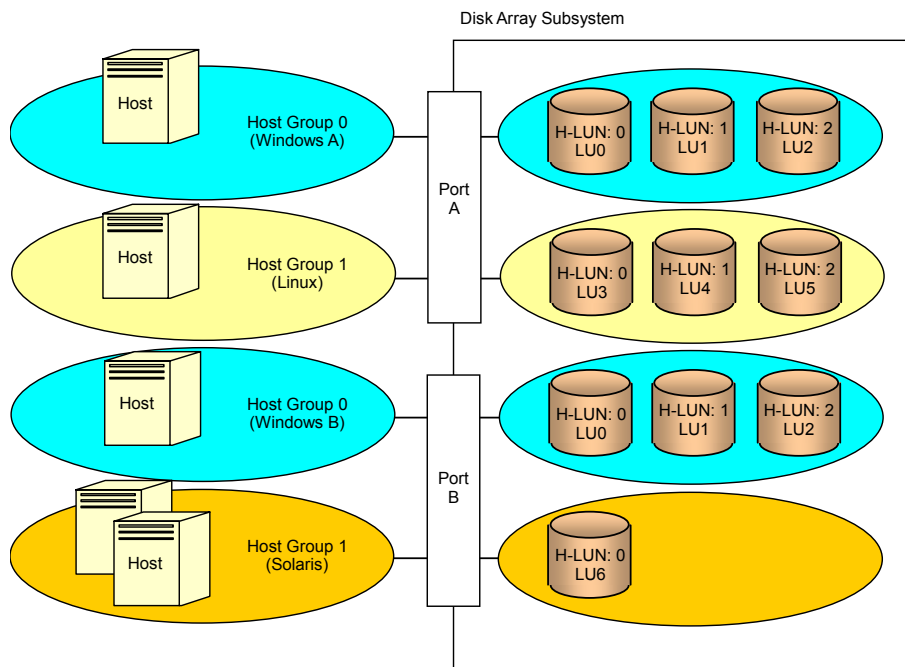 Disk Array Subsystem
Host
Host Group 0
(Windows A)
H-LUN: 0
LU0
H-LUN: 1
LU1
H-LUN: 2
LU2
Port
A
Host
Host Group 1
(Linux)
H-LUN: 0
LU3
H-LUN: 1
LU4
H-LUN: 2
LU5
Host
Host Group 0
(Windows B)
H-LUN: 0
LU0
H-LUN: 1
LU1
H-LUN: 2
LU2
Port
B
Host
Host Group 1
(Solaris)
H-LUN: 0
LU6